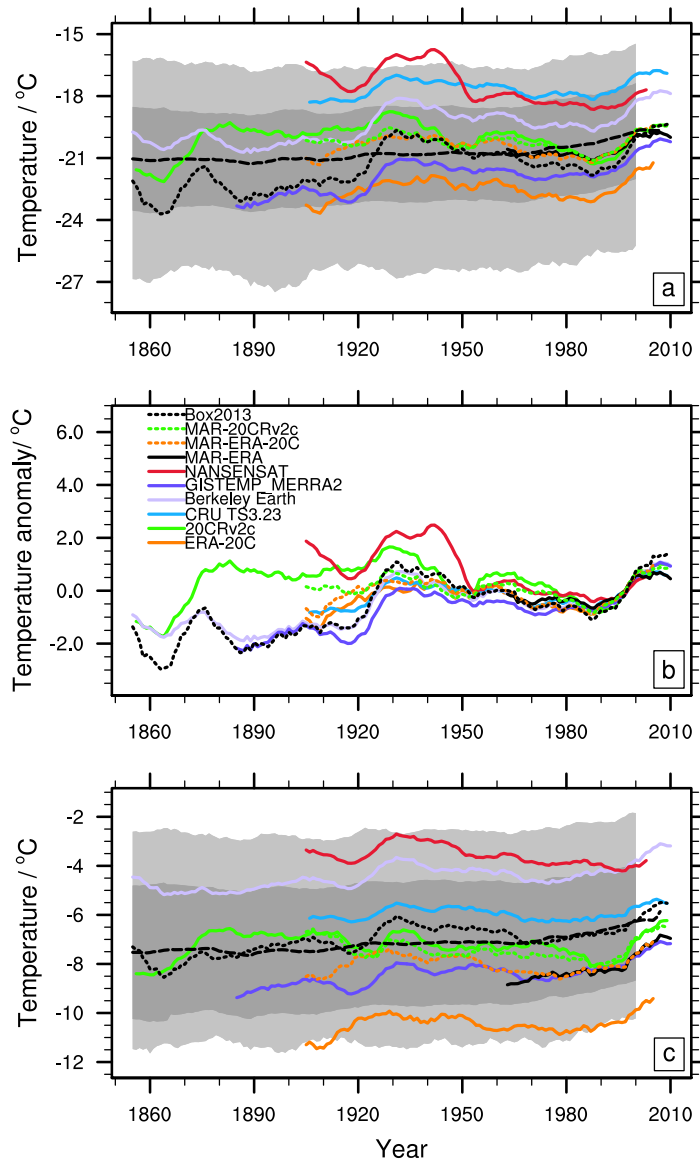 Temperature / °C
-15
-18
-21
-24
-27
a
1860 1890 1920 1950 1980 2010
Temperature anomaly/ °C
6.0
4.0
2.0
0.0
-2.0
Box2013
MAR-20CRv2c
MAR-ERA-20C
MAR-ERA
NANSENSAT
GISTEMP_MERRA2
Berkeley Earth
CRU TS3.23
20CRv2c
ERA-20C
b
1860 1890 1920 1950 1980 2010
Temperature / °C
-2
-4
-6
-8
-10
-12
c
1860 1890 1920 1950 1980 2010
Year